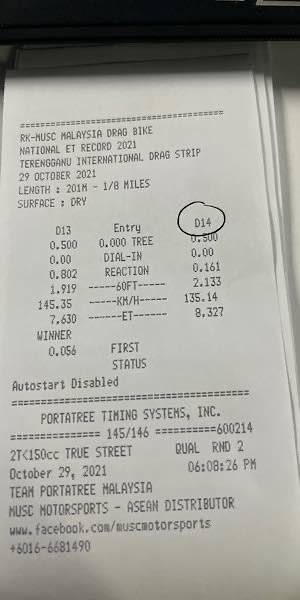 ========================================
RK-MUSC MALAYSIA DRAG BIKE
NATIONAL ET RECORD 2021
TERENGGANU INTERNATIONAL DRAG STRIP
29 OCTOBER 2021
LENGTH : 201M - 1/8 MILES
SURFACE : DRY
D13 Entry D14
0.500 0.000 TREE 0.500
0.00 DIAL-IN 0.00
0.802 REACTION 0.161
1.919 -----60FT----- 2.133
145.35 -----KM/H----- 135.14
7.630 ------ET------ 8.327
WINNER
0.056 FIRST
STATUS
Autostart Disabled
========================================
PORTATREE TIMING SYSTEMS, INC.
=============== 145/146 ==========600214
2T<150cc TRUE STREET QUAL RND 2
October 29, 2021 06:08:26 PM
TEAM PORTATREE MALAYSIA
MUSC MOTORSPORTS - ASEAN DISTRIBUTOR
www.facebook.com/muscmotorsports
+6016-6681490